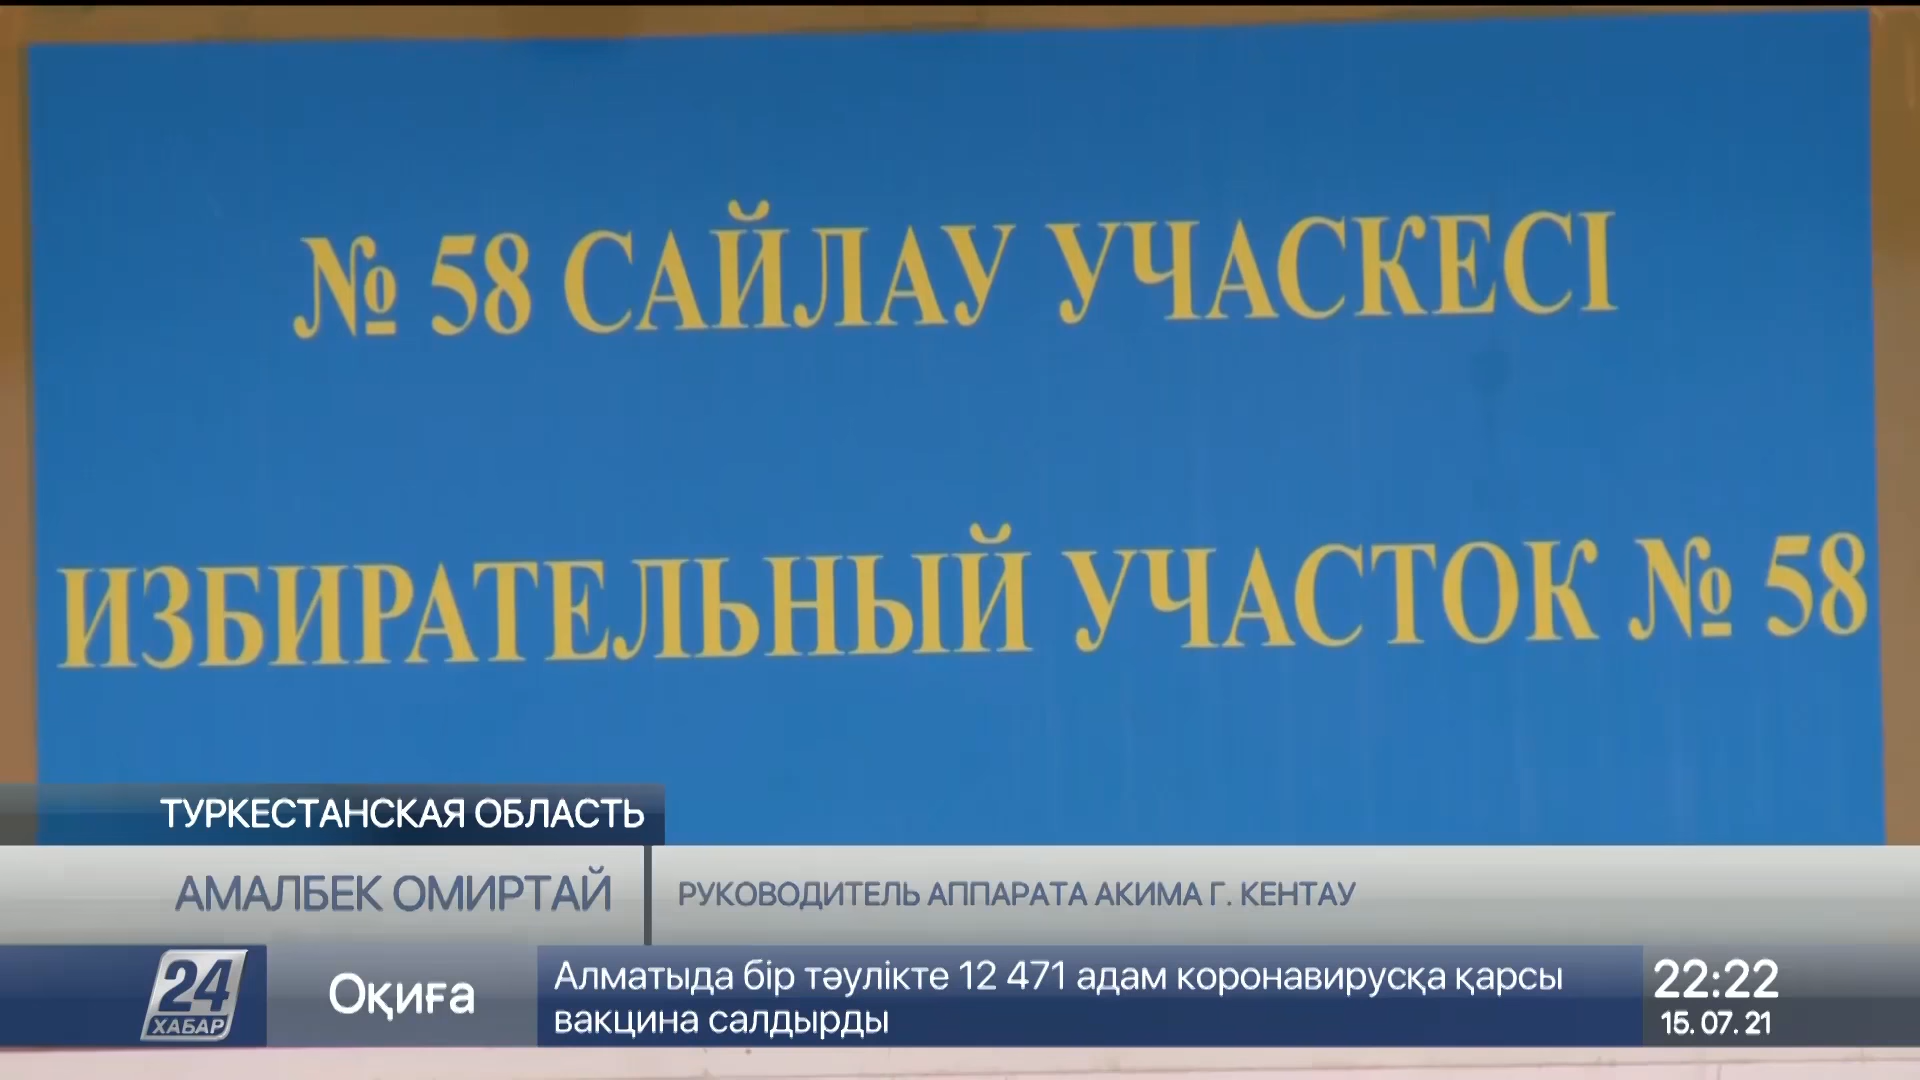 № 58 САЙЛАУ УЧАСКЕСІ
ИЗБИРАТЕЛЬНЫЙ УЧАСТОК № 58
ТУРКЕСТАНСКАЯ ОБЛАСТЬ
АМАЛБЕК ОМИРТАЙ
РУКОВОДИТЕЛЬ АППАРАТА АКИМА Г. КЕНТАУ
24
ХАБАР
Оқиға
Алматыда бір тәулікте 12 471 адам коронавирусқа қарсы
вакцина салдырды
22:22
15. 07. 21